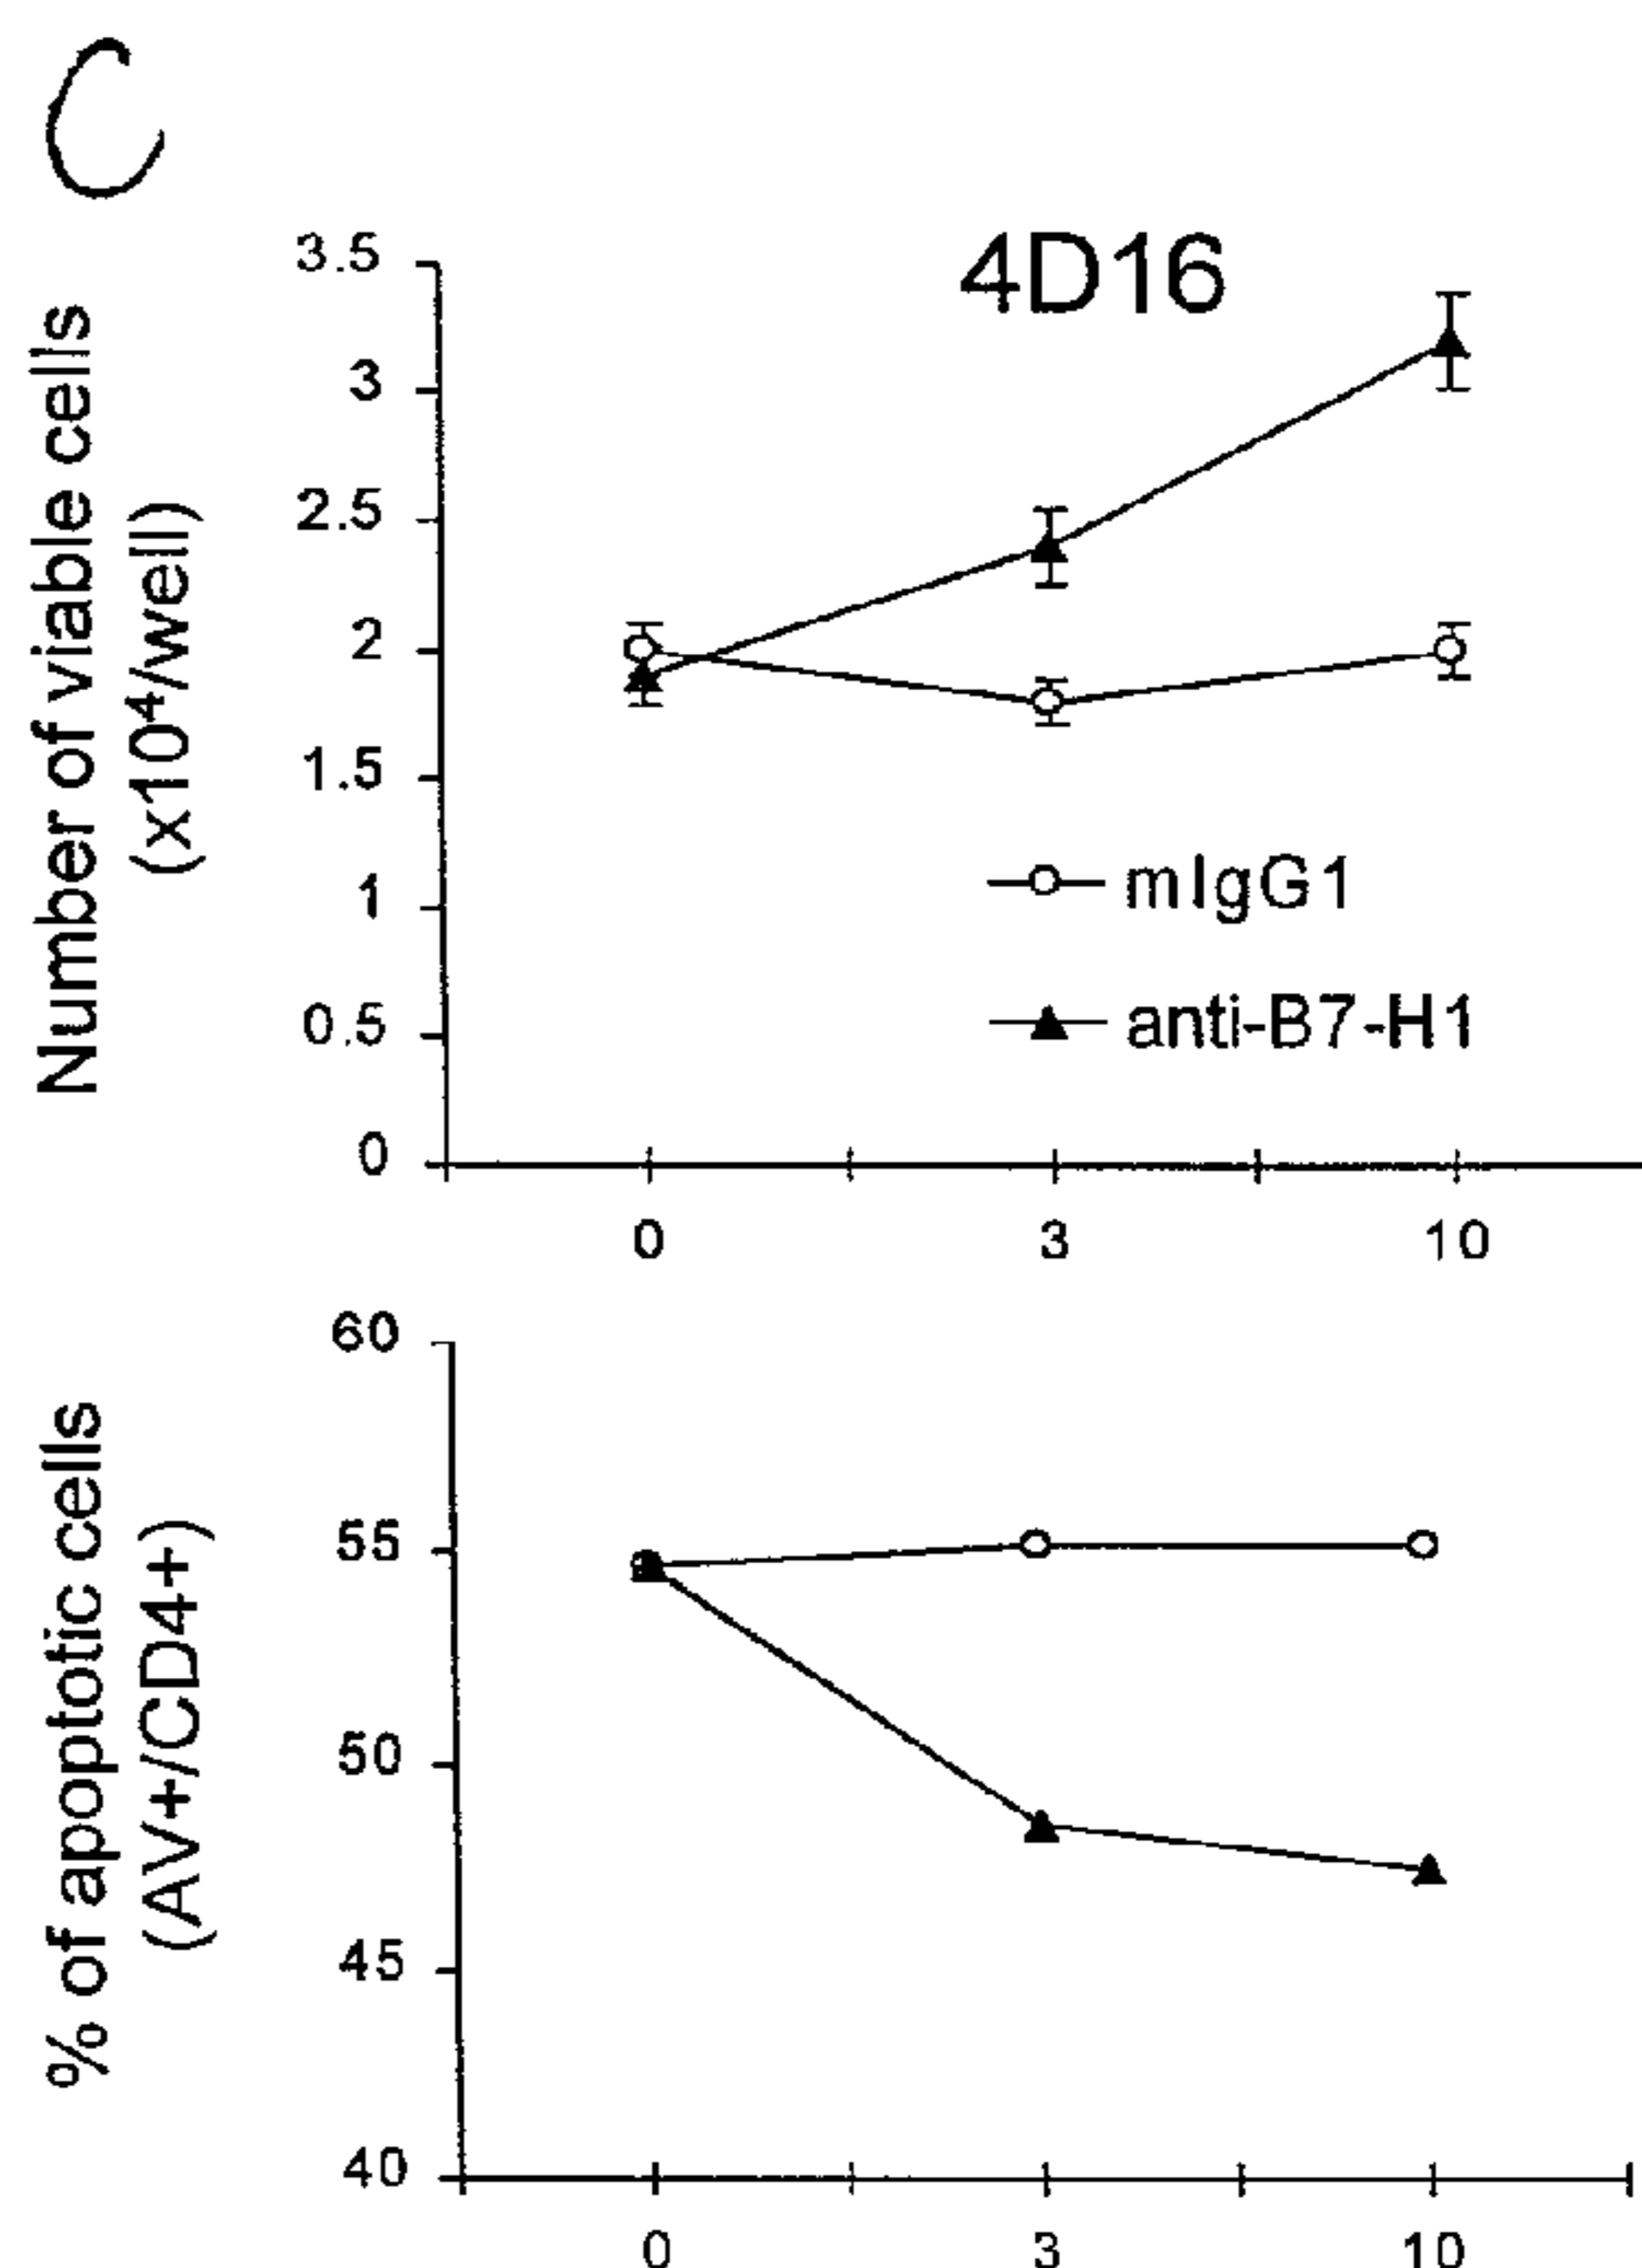 C
4D16
Number of viable cells
(x10⁴/well)
3.5
3
2.5
2
1.5
1
0.5
0
mIgG1
anti-B7-H1
0 3 10
% of apoptotic cells
(AV+/CD4+)
60
55
50
45
40
0 3 10